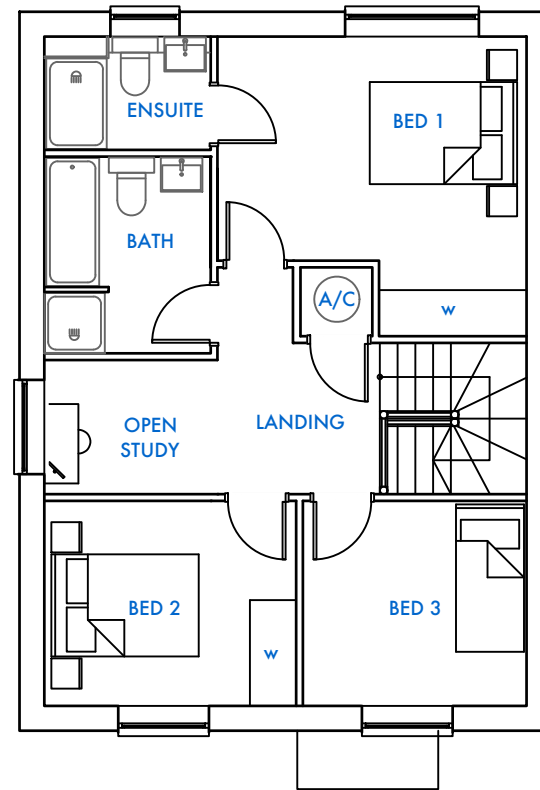 ENSUITE
BED 1
BATH
A/C
w
OPEN
STUDY
LANDING
BED 2
w
BED 3